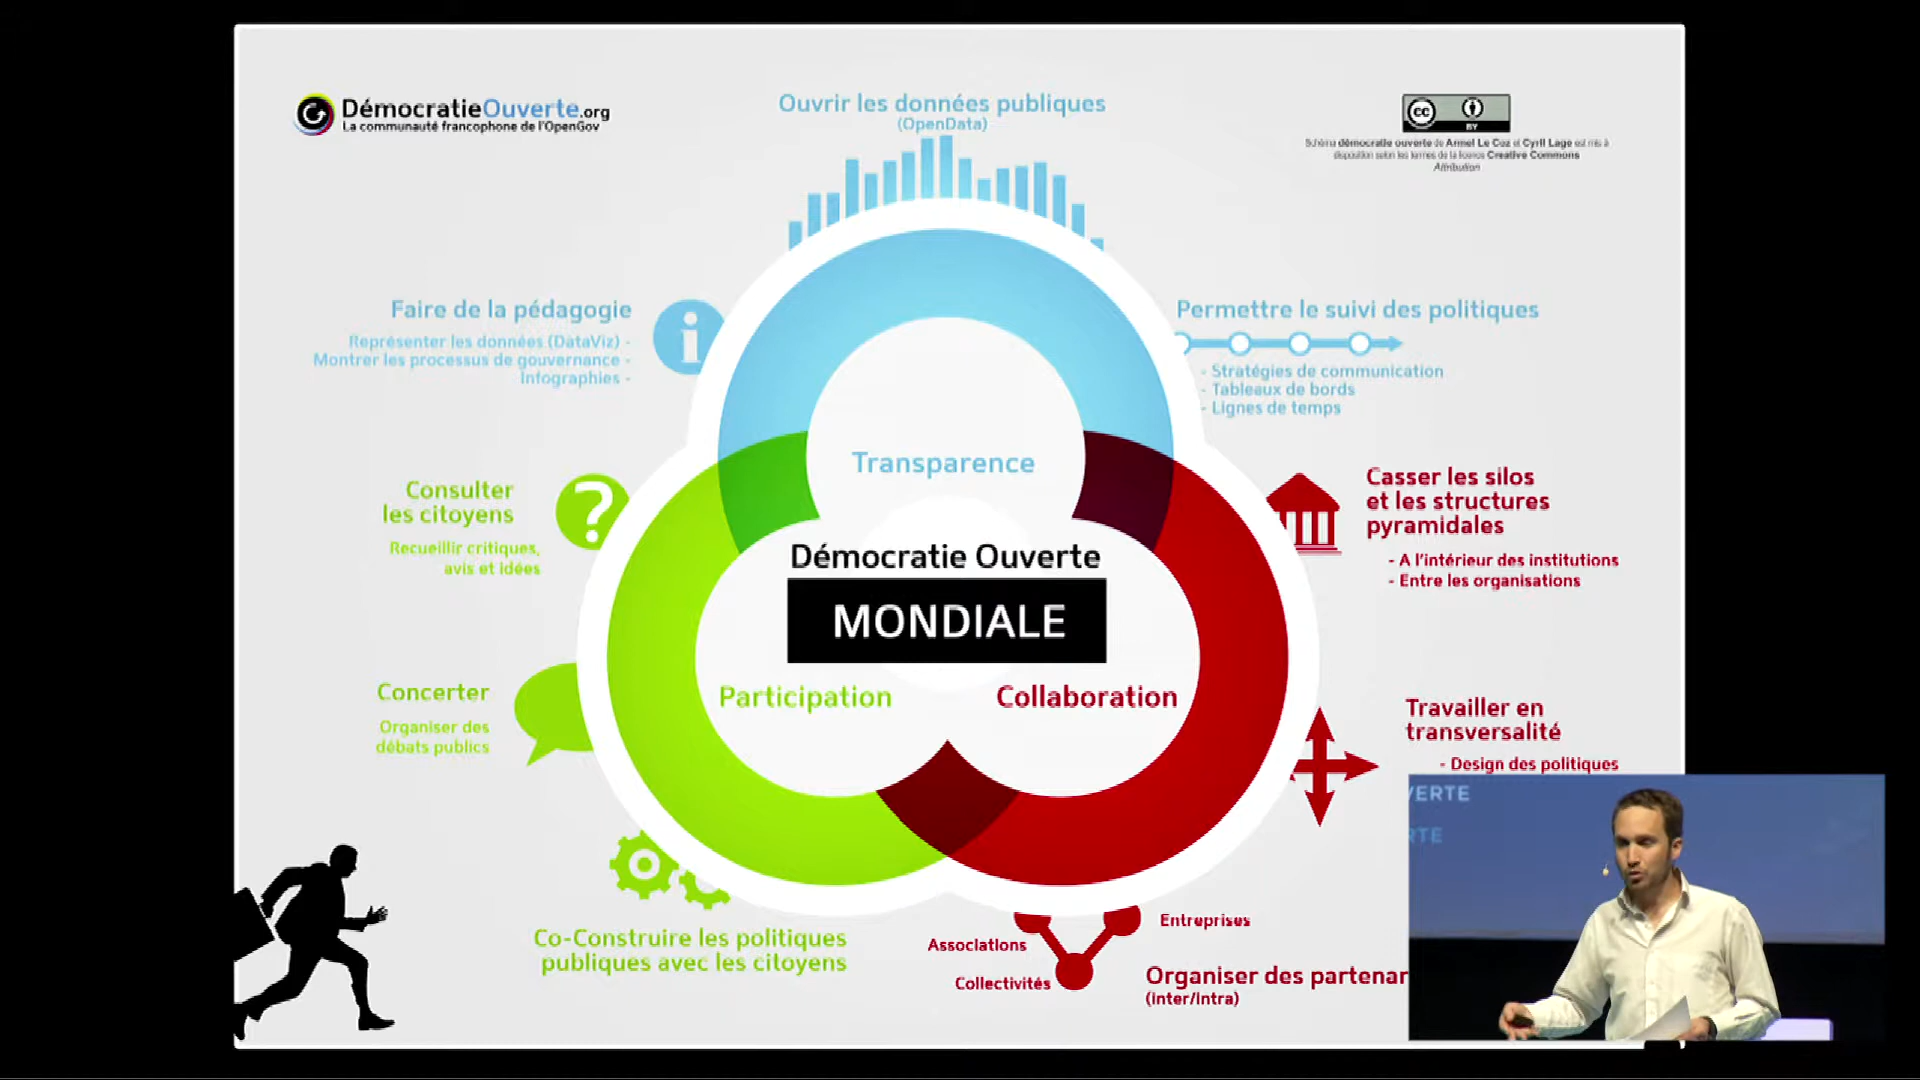 DémocratieOuverte.org
La communauté francophone de l'OpenGov
Ouvrir les données publiques
(OpenData)
cc
BY
Schéma démocratie ouverte de Armel Le Coz et Cyril Lage est mis à
disposition selon les termes de la licence Creative Commons
Attribution
Faire de la pédagogie
Représenter les données (DataViz) -
Montrer les processus de gouvernance -
Infographies -
i
Permettre le suivi des politiques
- Stratégies de communication
- Tableaux de bords
- Lignes de temps
Transparence
Consulter
les citoyens
Recueillir critiques,
avis et idées
?
Casser les silos
et les structures
pyramidales
- A l'intérieur des institutions
- Entre les organisations
Démocratie Ouverte
MONDIALE
Participation
Collaboration
Concerter
Organiser des
débats publics
Travailler en
transversalité
- Design des politiques
VERTE
RTE
Co-Construire les politiques
publiques avec les citoyens
Associations
Collectivités
Entreprises
Organiser des partenar
(inter/intra)